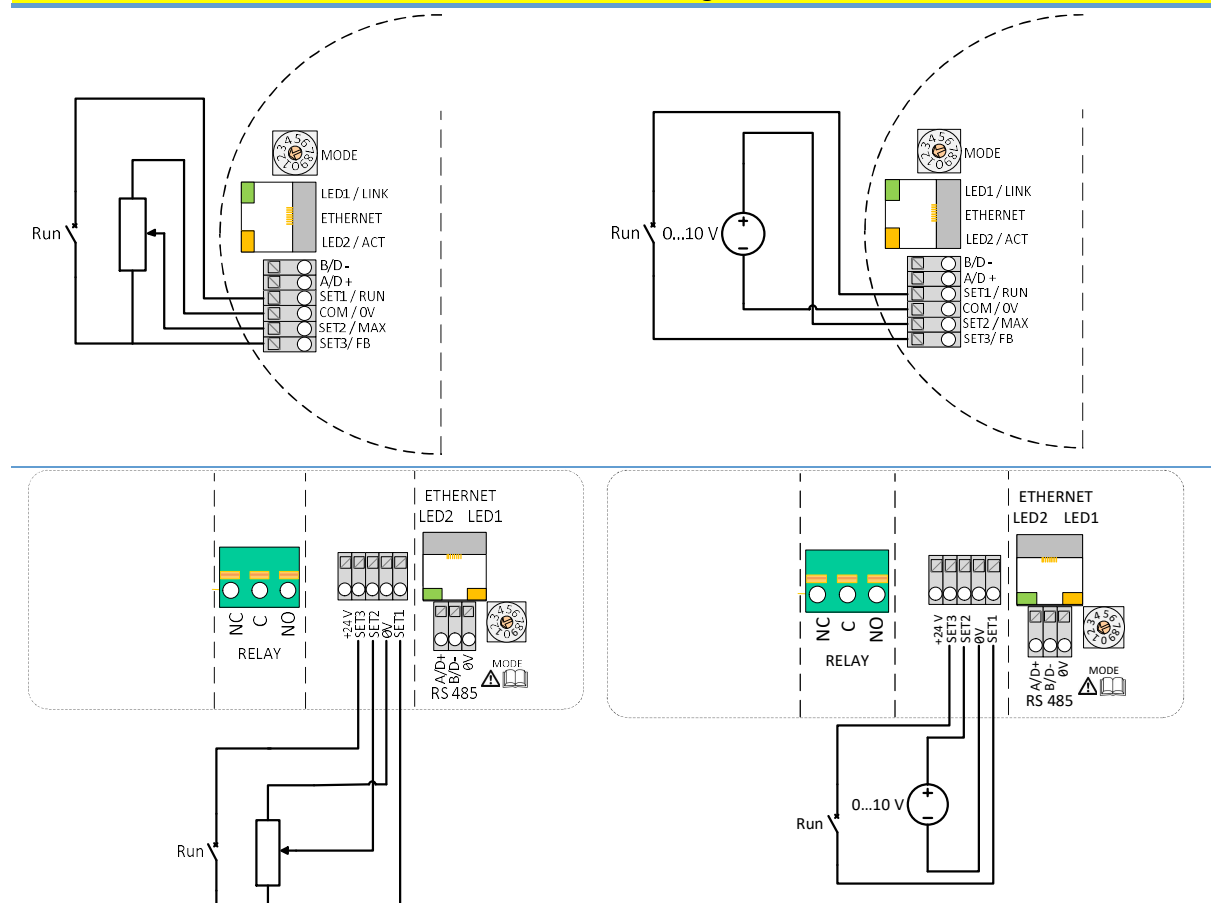 MODE
LED1 / LINK
ETHERNET
LED2 / ACT
Run
B/D -
A/D +
SET1 / RUN
COM / 0V
SET2 / MAX
SET3/ FB
MODE
LED1 / LINK
ETHERNET
LED2 / ACT
Run
0...10 V
B/D -
A/D +
SET1 / RUN
COM / 0V
SET2 / MAX
SET3/ FB
ETHERNET
LED2 LED1
NC
C
NO
RELAY
+24 V
SET3
SET2
0V
SET1
A/D+
B/D-
0V
RS 485
MODE
Run
ETHERNET
LED2 LED1
NC
C
NO
RELAY
+24 V
SET3
SET2
0V
SET1
A/D+
B/D-
0V
RS 485
MODE
0...10 V
Run